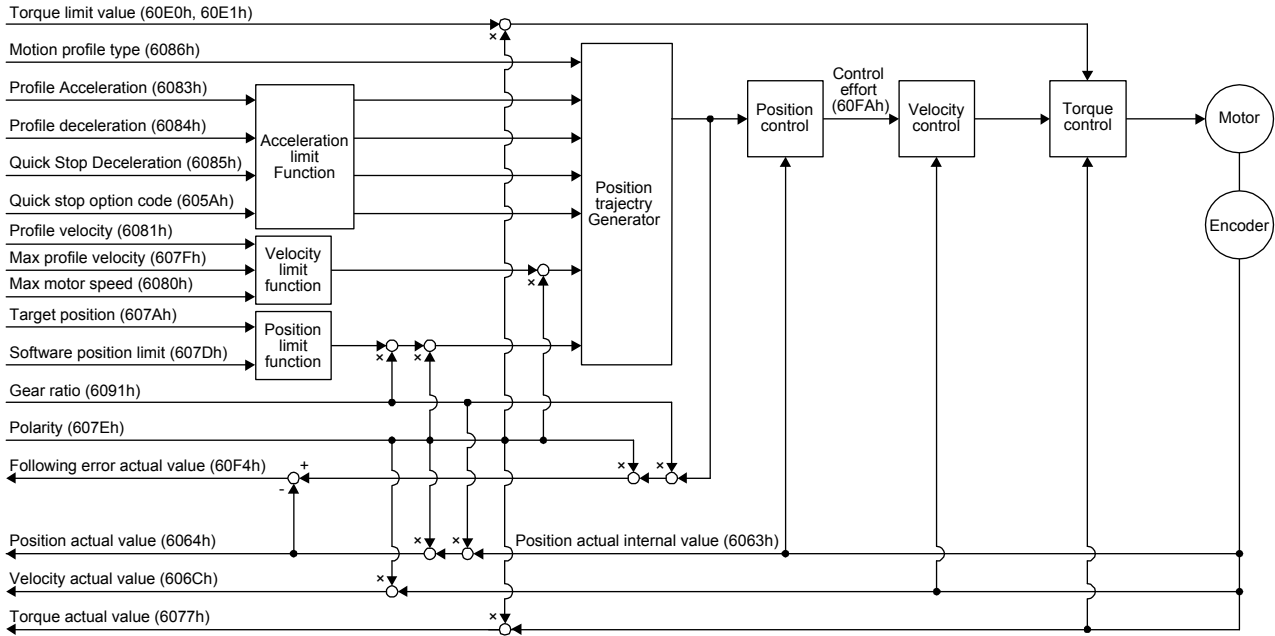 Torque limit value (60E0h, 60E1h)
×
Motion profile type (6086h)
Profile Acceleration (6083h)
Profile deceleration (6084h)
Quick Stop Deceleration (6085h)
Quick stop option code (605Ah)
Acceleration
limit
Function
Profile velocity (6081h)
Max profile velocity (607Fh)
Max motor speed (6080h)
Velocity
limit
function
×
Target position (607Ah)
Software position limit (607Dh)
Position
limit
function
×
×
Position
trajectry
Generator
Position
control
Control
effort
(60FAh)
Velocity
control
Torque
control
Motor
Encoder
Gear ratio (6091h)
Polarity (607Eh)
Following error actual value (60F4h)
+
-
×
×
Position actual value (6064h)
×
×
Position actual internal value (6063h)
Velocity actual value (606Ch)
×
Torque actual value (6077h)
×